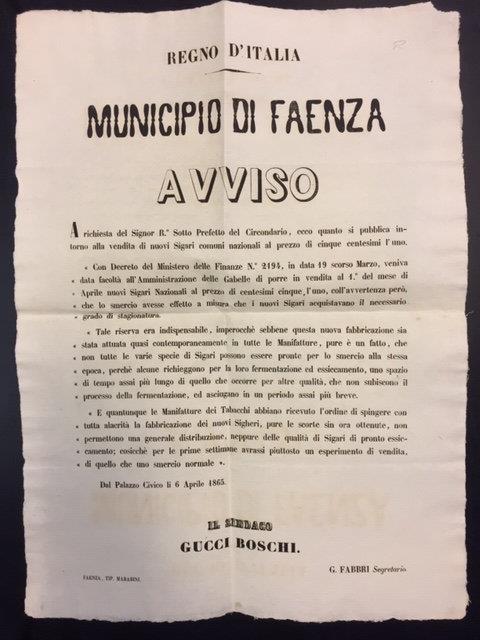 REGNO D'ITALIA
MUNICIPIO DI FAENZA
AVVISO
A richiesta del Signor R.° Sotto Prefetto del Circondario, ecco quanto si pubblica in-
torno alla vendita di nuovi Sigari comuni nazionali al prezzo di cinque centesimi l'uno.
« Con Decreto del Ministero delle Finanze N.° 2194, in data 19 scorso Marzo, veniva
« data facoltà all'Amministrazione delle Gabelle di porre in vendita al 1.° del mese di
« Aprile nuovi Sigari Nazionali al prezzo di centesimi cinque l'uno, coll'avvertenza però,
« che lo smercio avesse effetto a misura che i nuovi Sigari acquistavano il necessario
« grado di stagionatura.
« Tale riserva era indispensabile, imperocchè sebbene questa nuova fabbricazione sia
« stata attuata quasi contemporaneamente in tutte le Manifatture, pure è un fatto, che
« non tutte le varie specie di Sigari possono essere pronte per lo smercio alla stessa
« epoca, perchè alcune richieggono per la loro fermentazione ed essiccamento, uno spazio
« di tempo assai più lungo di quello che occorre per altre qualità, che non subiscono il
« processo della fermentazione, ed asciugano in un periodo assai più breve.
« E quantunque le Manifatture dei Tabacchi abbiano ricevuto l'ordine di spingere con
« tutta alacrità la fabbricazione dei nuovi Sigheri, pure le scorte sin ora ottenute, non
« permettono una generale distribuzione, neppure delle qualità di Sigari di pronto essic-
« camento; cosicchè per le prime settimane avrassi piuttosto un esperimento di vendita,
« di quello che uno smercio normale ».
Dal Palazzo Civico li 6 Aprile 1865.
IL SINDACO
GUCCI BOSCHI.
G. FABBRI Segretario.
FAENZA, TIP. MARABINI.